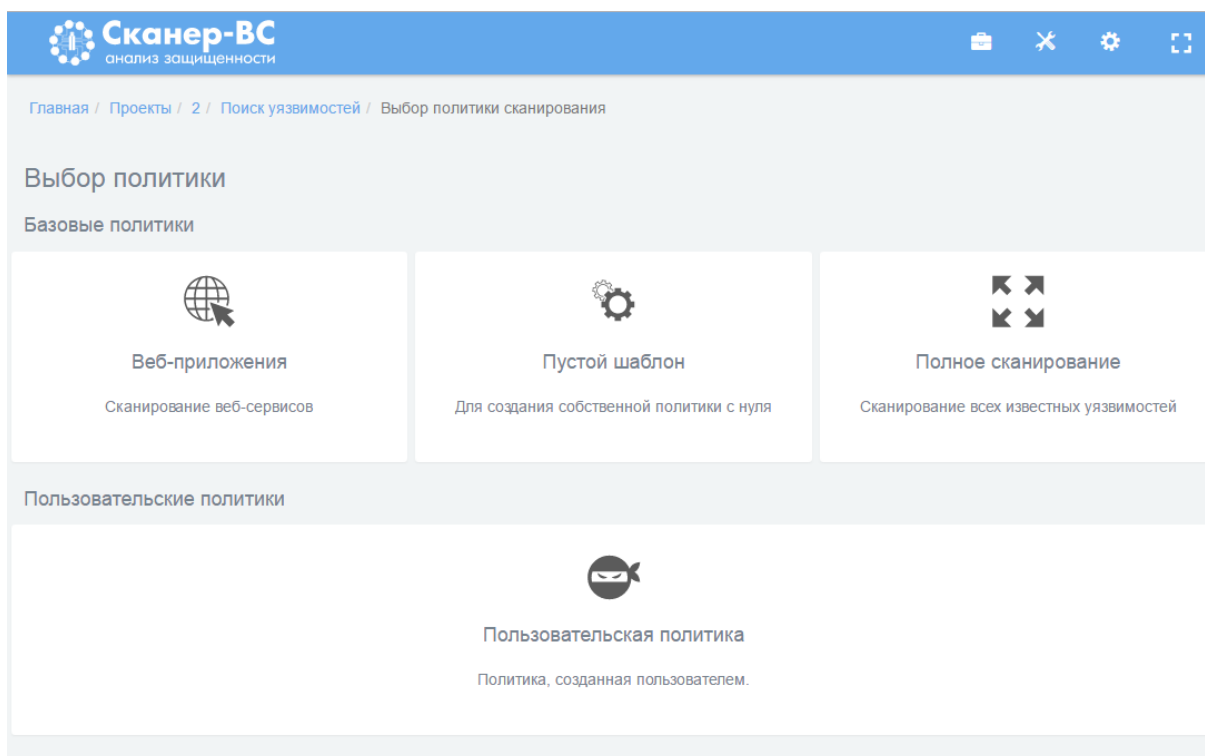 Сканер-ВС
анализ защищенности
Главная / Проекты / 2 / Поиск уязвимостей / Выбор политики сканирования
Выбор политики
Базовые политики
Веб-приложения
Сканирование веб-сервисов
Пустой шаблон
Для создания собственной политики с нуля
Полное сканирование
Сканирование всех известных уязвимостей
Пользовательские политики
Пользовательская политика
Политика, созданная пользователем.